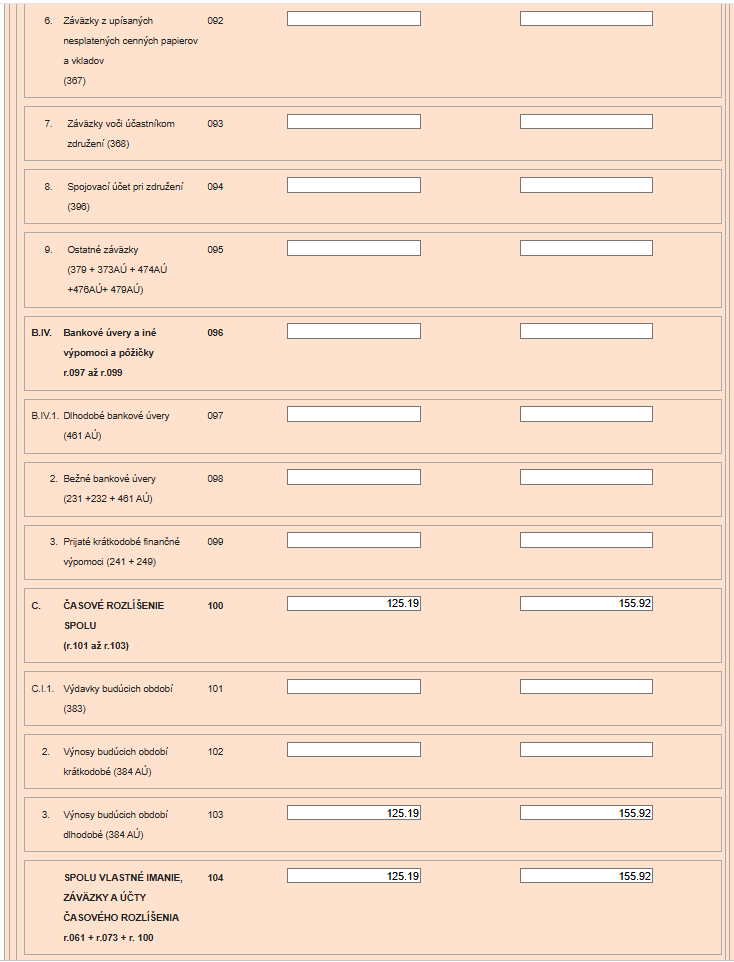 6. Záväzky z upísaných 092
nesplatených cenných papierov
a vkladov
(367)
7. Záväzky voči účastníkom 093
združení (368)
8. Spojovací účet pri združení 094
(396)
9. Ostatné záväzky 095
(379 + 373AÚ + 474AÚ
+476AÚ+ 479AÚ)
B.IV. Bankové úvery a iné 096
výpomoci a pôžičky
r.097 až r.099
B.IV.1. Dlhodobé bankové úvery 097
(461 AÚ)
2. Bežné bankové úvery 098
(231 +232 + 461 AÚ)
3. Prijaté krátkodobé finančné 099
výpomoci (241 + 249)
C. ČASOVÉ ROZLÍŠENIE 100 125.19 155.92
SPOLU
(r.101 až r.103)
C.I.1. Výdavky budúcich období 101
(383)
2. Výnosy budúcich období 102
krátkodobé (384 AÚ)
3. Výnosy budúcich období 103 125.19 155.92
dlhodobé (384 AÚ)
SPOLU VLASTNÉ IMANIE, 104 125.19 155.92
ZÁVÄZKY A ÚČTY
ČASOVÉHO ROZLÍŠENIA
r.061 + r.073 + r. 100